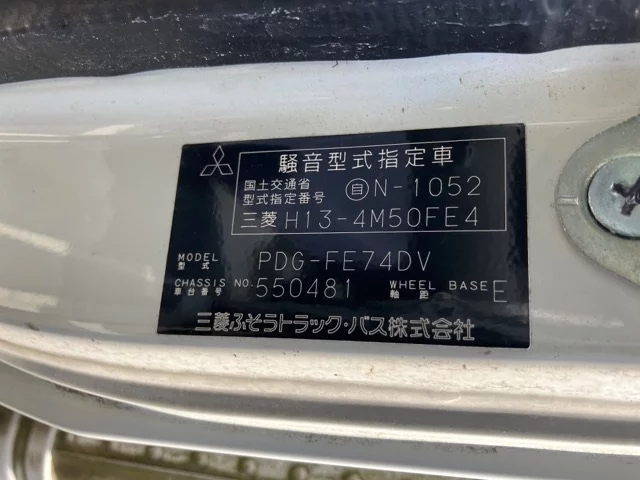 騒音型式指定車
国土交通省
型式指定番号 自N-1052
三菱 H13-4M50FE4
MODEL
型式 PDG-FE74DV
CHASSIS NO.
車台番号 550481
WHEEL BASE
軸距 E
三菱ふそうトラック・バス株式会社